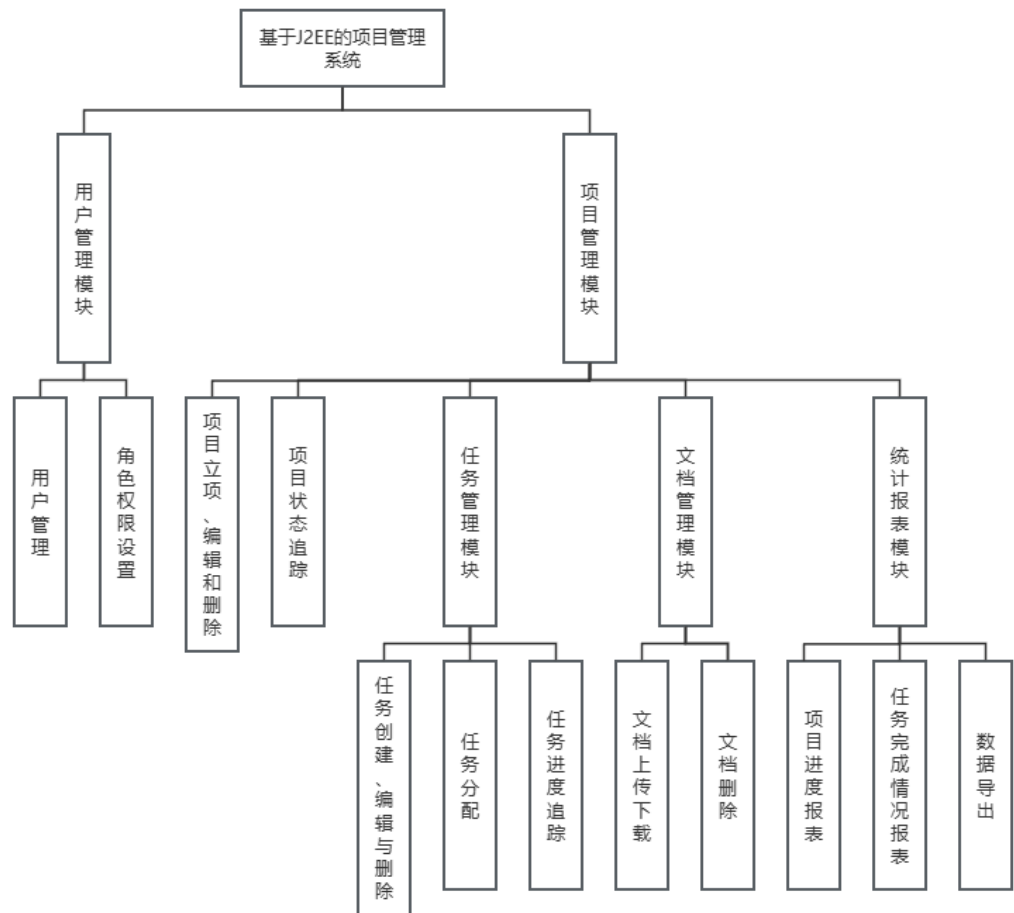 基于J2EE的项目管理
系统
用户管理模块
项目管理模块
用户管理
角色权限设置
项目立项、编辑和删除
项目状态追踪
任务管理模块
文档管理模块
统计报表模块
任务创建、编辑与删除
任务分配
任务进度追踪
文档上传下载
文档删除
项目进度报表
任务完成情况报表
数据导出